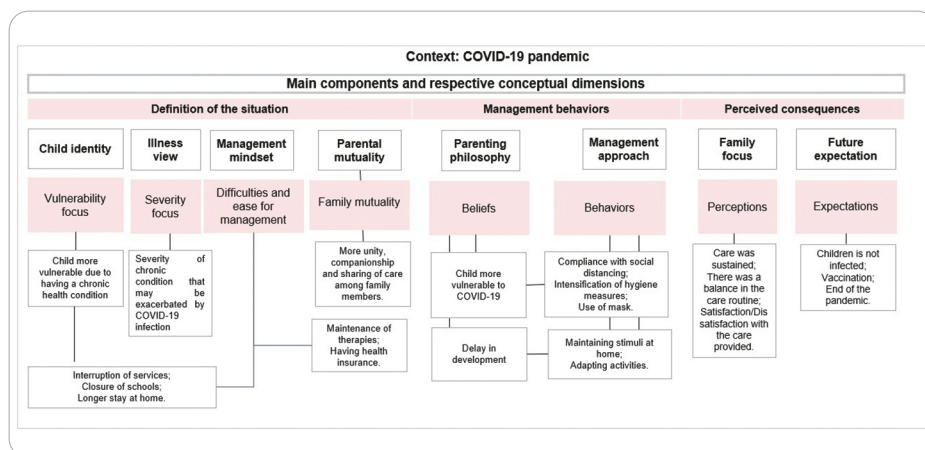 Context: COVID-19 pandemic
Main components and respective conceptual dimensions
Definition of the situation
Management behaviors
Perceived consequences
Child identity
Illness
view
Management
mindset
Parental
mutuality
Parenting
philosophy
Management
approach
Family
focus
Future
expectation
Vulnerability
focus
Severity
focus
Difficulties and
ease for
management
Family mutuality
Beliefs
Behaviors
Perceptions
Expectations
Child more
vulnerable due to
having a chronic
health condition
Severity of
chronic
condition that
may be
exacerbated by
COVID-19
infection
More unity,
companionship
and sharing of care
among family
members.
Child more
vulnerable to
COVID-19
Compliance with social
distancing;
Intensification of hygiene
measures;
Use of mask.
Care was
sustained;
There was a
balance in the
care routine;
Satisfaction/Dis
satisfaction with
the care
provided.
Children is not
infected;
Vaccination;
End of the
pandemic.
Maintenance of
therapies;
Having health
insurance.
Delay in
development
Maintaining stimuli at
home;
Adapting activities.
Interruption of services;
Closure of schools;
Longer stay at home.